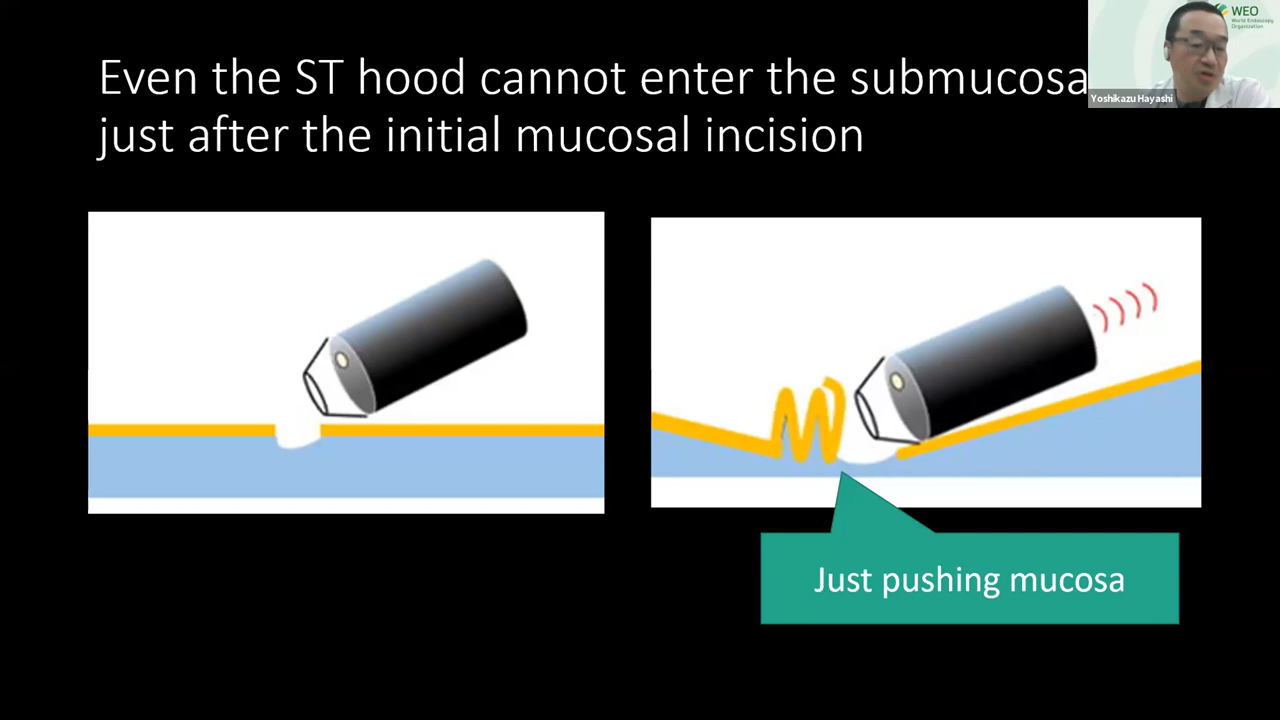 Even the ST hood cannot enter the submucosa
just after the initial mucosal incision
WEO
World Endoscopy
Organization
Yoshikazu Hayashi
Just pushing mucosa